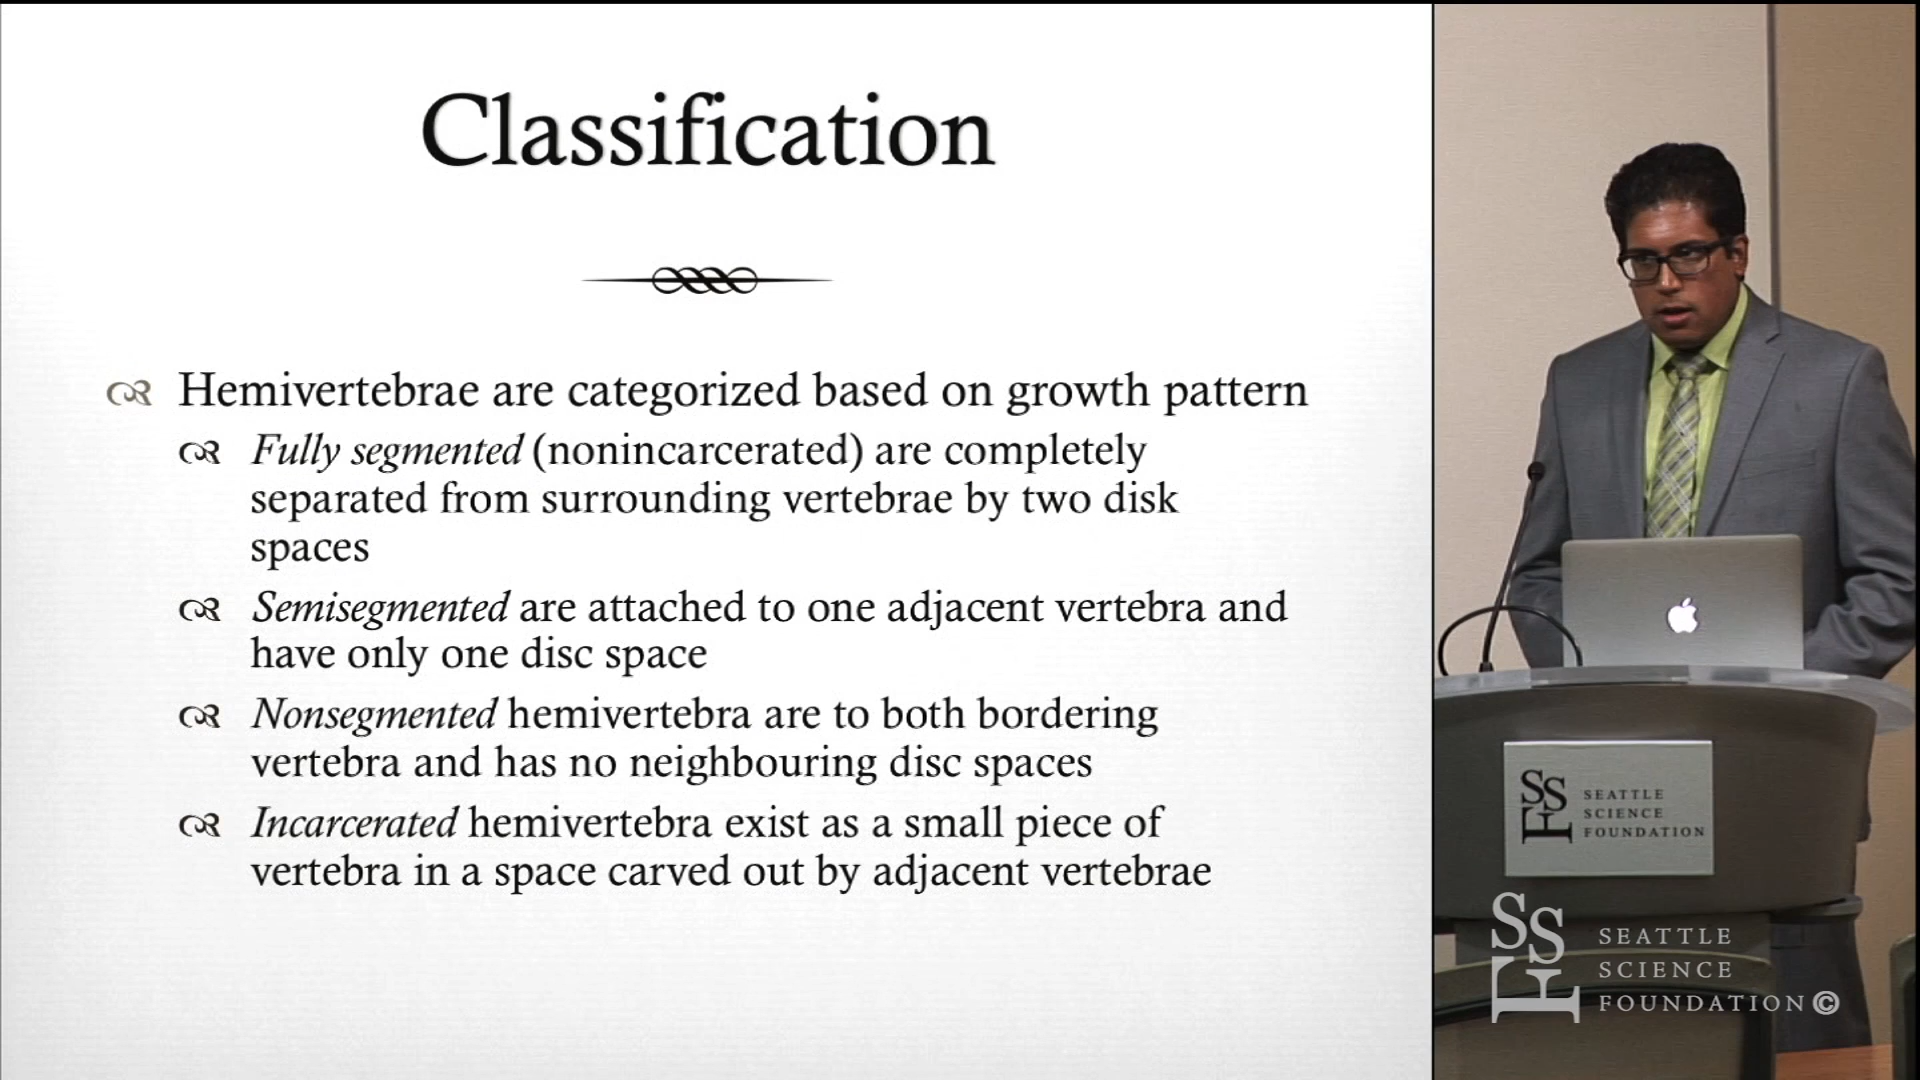 Classification
Hemivertebrae are categorized based on growth pattern
Fully segmented (nonincarcerated) are completely
separated from surrounding vertebrae by two disk
spaces
Semisegmented are attached to one adjacent vertebra and
have only one disc space
Nonsegmented hemivertebra are to both bordering
vertebra and has no neighbouring disc spaces
Incarcerated hemivertebra exist as a small piece of
vertebra in a space carved out by adjacent vertebrae
SSF
SEATTLE
SCIENCE
FOUNDATION
SSF
SEATTLE
SCIENCE
FOUNDATION©